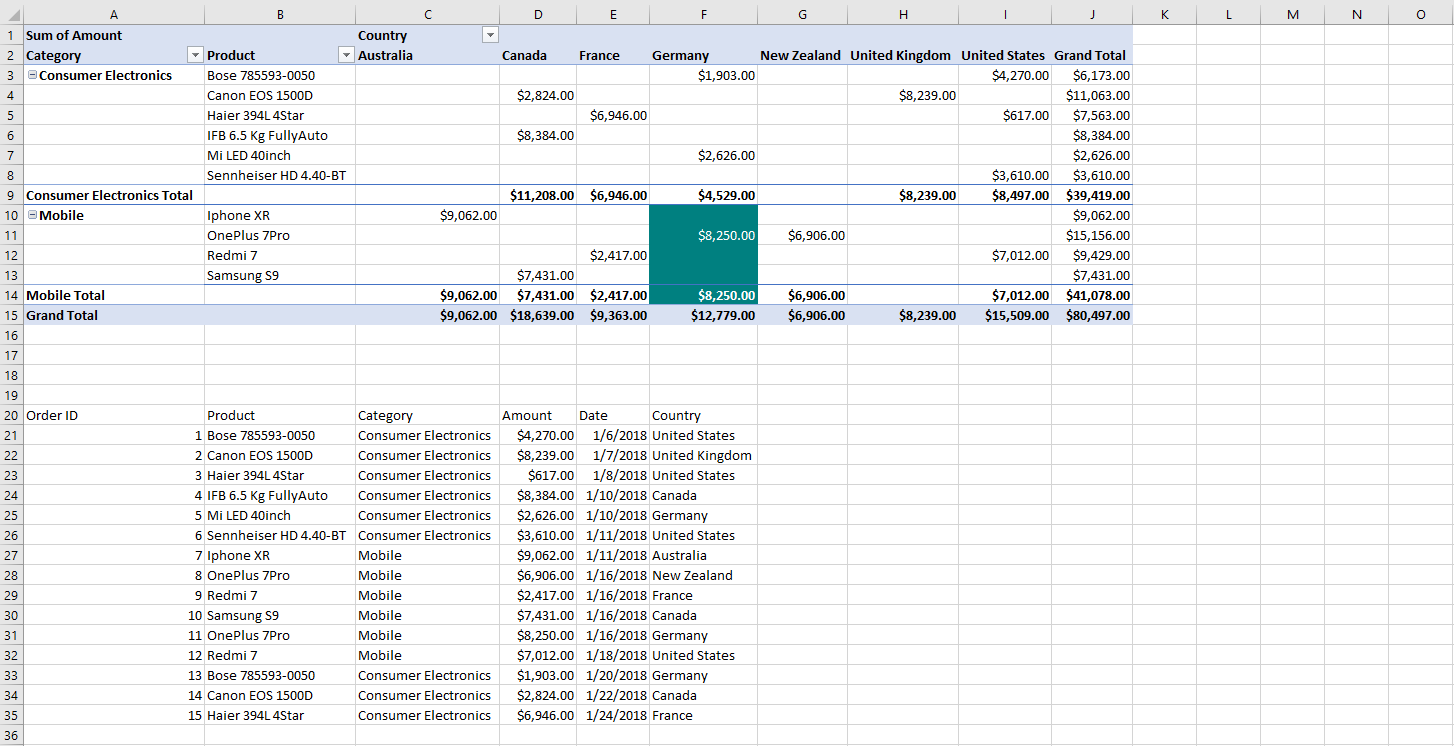 A B C D E F G H I J K L M N O
1 Sum of Amount Country
2 Category Product Australia Canada France Germany New Zealand United Kingdom United States Grand Total
3 Consumer Electronics Bose 785593-0050 $1,903.00 $4,270.00 $6,173.00
4 Canon EOS 1500D $2,824.00 $8,239.00 $11,063.00
5 Haier 394L 4Star $6,946.00 $617.00 $7,563.00
6 IFB 6.5 Kg FullyAuto $8,384.00 $8,384.00
7 Mi LED 40inch $2,626.00 $2,626.00
8 Sennheiser HD 4.40-BT $3,610.00 $3,610.00
9 Consumer Electronics Total $11,208.00 $6,946.00 $4,529.00 $8,239.00 $8,497.00 $39,419.00
10 Mobile Iphone XR $9,062.00 $9,062.00
11 OnePlus 7Pro $8,250.00 $6,906.00 $15,156.00
12 Redmi 7 $2,417.00 $7,012.00 $9,429.00
13 Samsung S9 $7,431.00 $7,431.00
14 Mobile Total $9,062.00 $7,431.00 $2,417.00 $8,250.00 $6,906.00 $7,012.00 $41,078.00
15 Grand Total $9,062.00 $18,639.00 $9,363.00 $12,779.00 $6,906.00 $8,239.00 $15,509.00 $80,497.00
16
17
18
19
20 Order ID Product Category Amount Date Country
21 1 Bose 785593-0050 Consumer Electronics $4,270.00 1/6/2018 United States
22 2 Canon EOS 1500D Consumer Electronics $8,239.00 1/7/2018 United Kingdom
23 3 Haier 394L 4Star Consumer Electronics $617.00 1/8/2018 United States
24 4 IFB 6.5 Kg FullyAuto Consumer Electronics $8,384.00 1/10/2018 Canada
25 5 Mi LED 40inch Consumer Electronics $2,626.00 1/10/2018 Germany
26 6 Sennheiser HD 4.40-BT Consumer Electronics $3,610.00 1/11/2018 United States
27 7 Iphone XR Mobile $9,062.00 1/11/2018 Australia
28 8 OnePlus 7Pro Mobile $6,906.00 1/16/2018 New Zealand
29 9 Redmi 7 Mobile $2,417.00 1/16/2018 France
30 10 Samsung S9 Mobile $7,431.00 1/16/2018 Canada
31 11 OnePlus 7Pro Mobile $8,250.00 1/16/2018 Germany
32 12 Redmi 7 Mobile $7,012.00 1/18/2018 United States
33 13 Bose 785593-0050 Consumer Electronics $1,903.00 1/20/2018 Germany
34 14 Canon EOS 1500D Consumer Electronics $2,824.00 1/22/2018 Canada
35 15 Haier 394L 4Star Consumer Electronics $6,946.00 1/24/2018 France
36